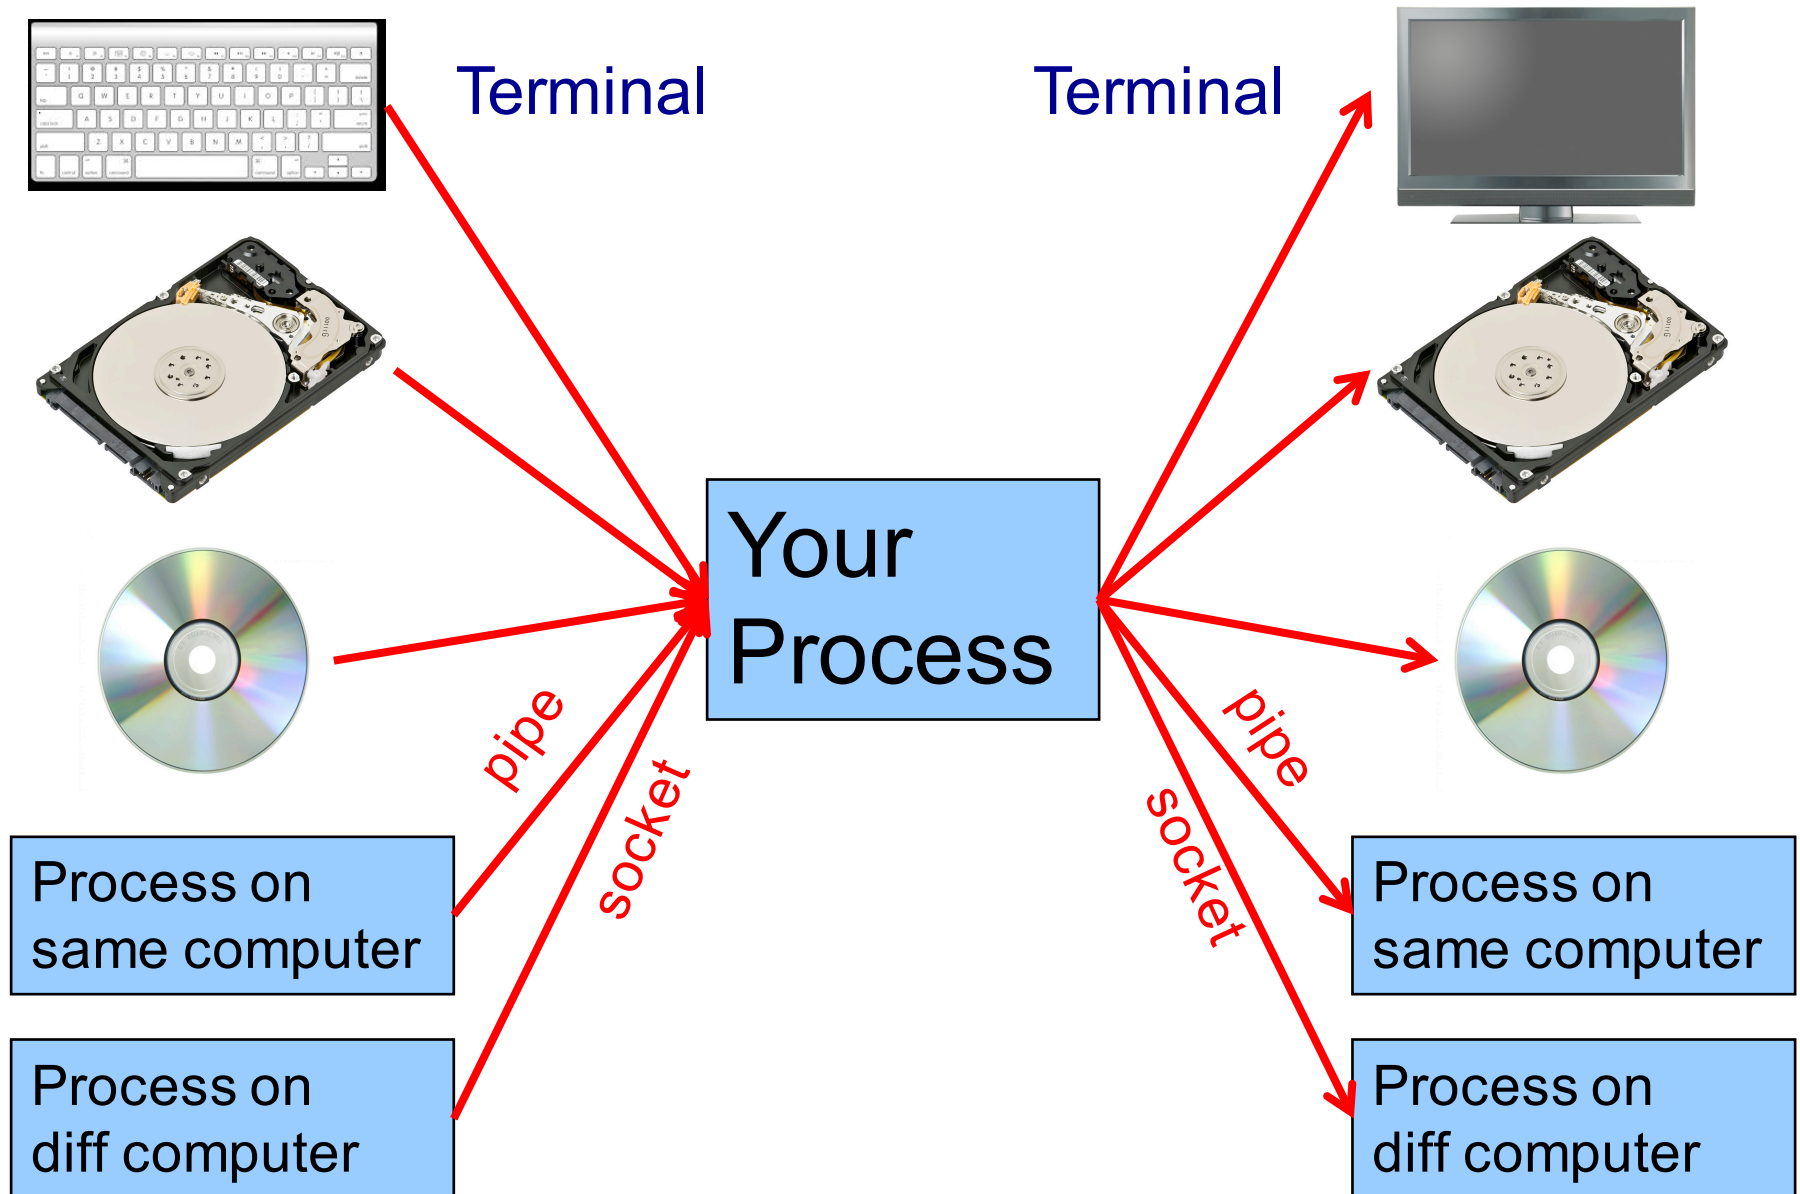 Terminal
Terminal
Your
Process
pipe
socket
pipe
socket
Process on
same computer
Process on
same computer
Process on
diff computer
Process on
diff computer